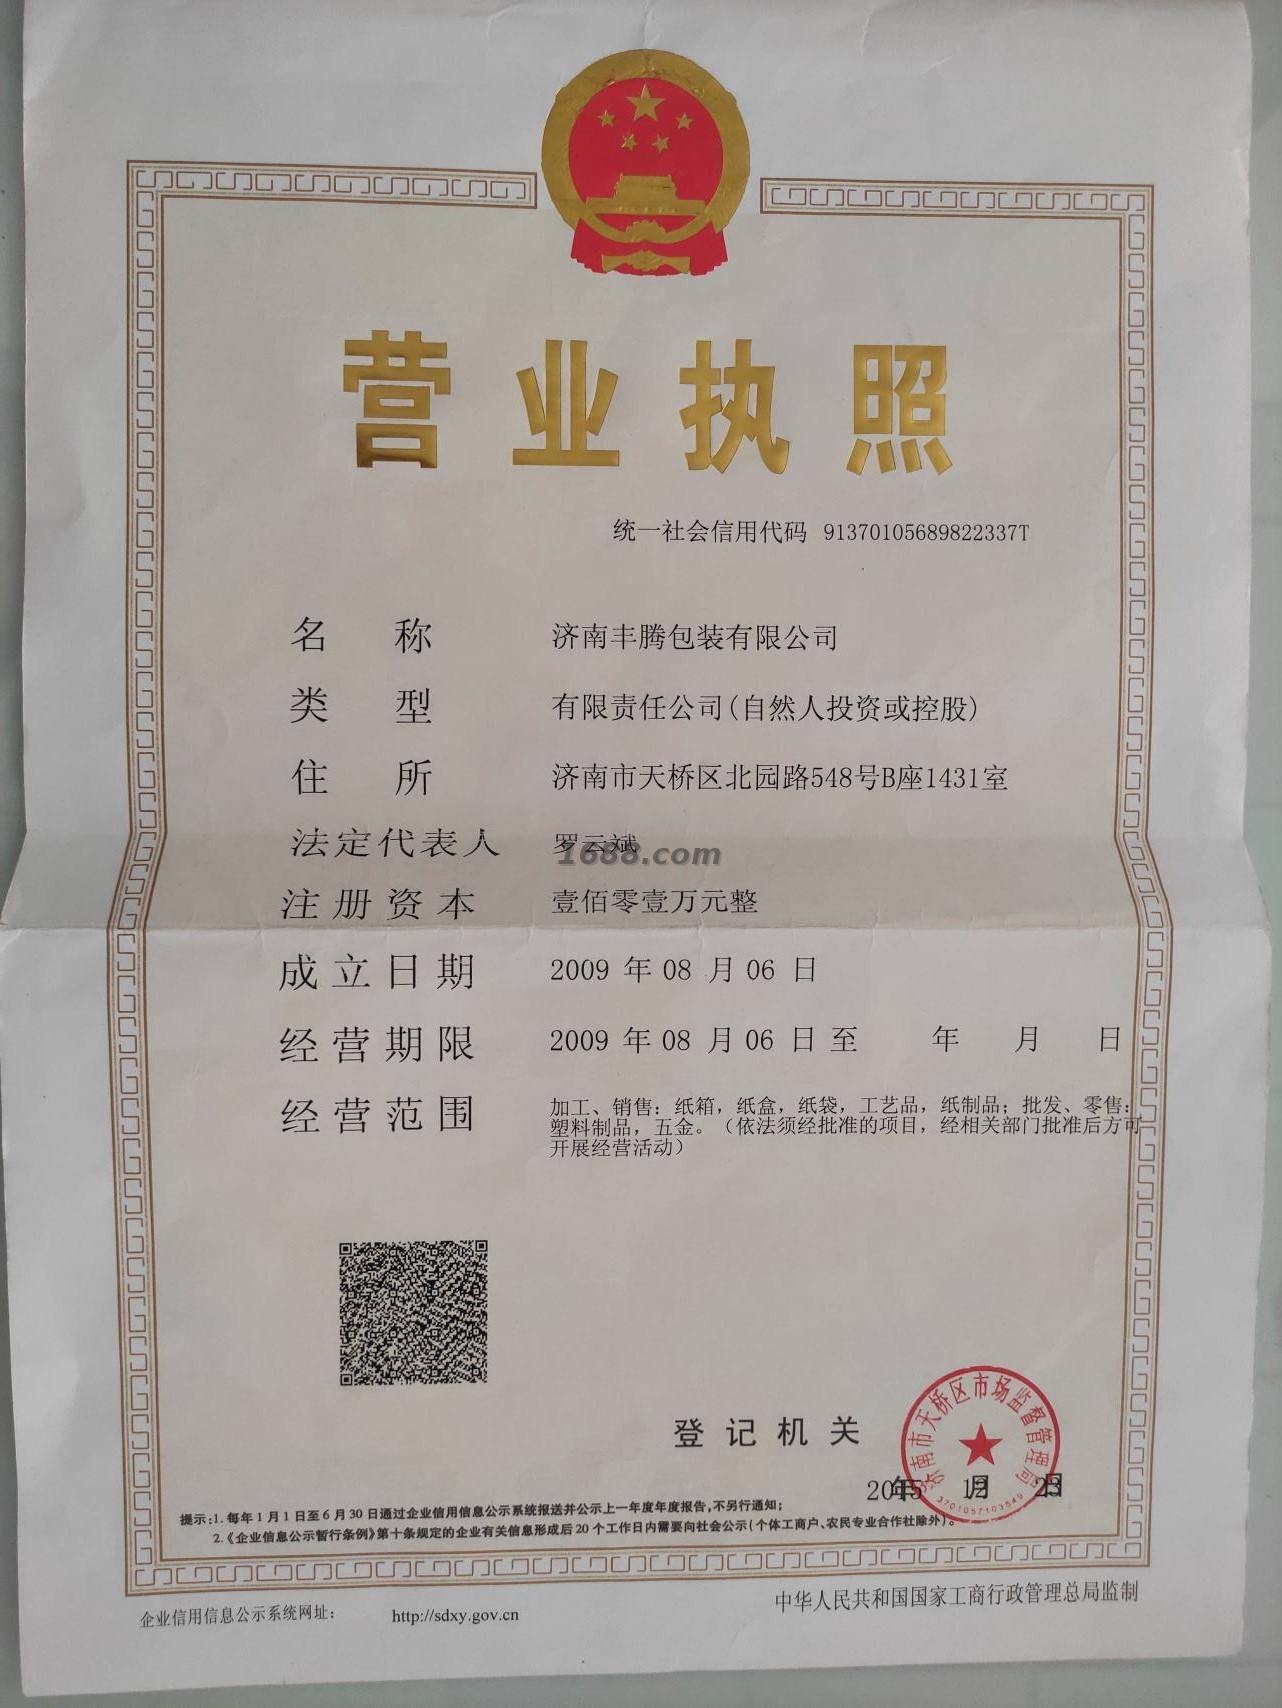 营业执照
统一社会信用代码 91370105689822337T
名称 济南丰腾包装有限公司
类型 有限责任公司(自然人投资或控股)
住所 济南市天桥区北园路548号B座1431室
法定代表人 罗云斌
1688.com
注册资本 壹佰零壹万元整
成立日期 2009 年 08 月 06 日
经营期限 2009 年 08 月 06 日 至 年 月 日
经营范围 加工、销售：纸箱，纸盒，纸袋，工艺品，纸制品；批发、零售：
塑料制品，五金。（依法须经批准的项目，经相关部门批准后方可
开展经营活动）
登记机关
济南市天桥区市场监督管理局
3701057103549
2015年 12月 23日
提示:1.每年1月1日至6月30日通过企业信用信息公示系统报送并公示上一年度年度报告,不另行通知;
2.《企业信息公示暂行条例》第十条规定的企业有关信息形成后20个工作日内需要向社会公示(个体工商户、农民专业合作社除外)。
企业信用信息公示系统网址： http://sdxy.gov.cn
中华人民共和国国家工商行政管理总局监制